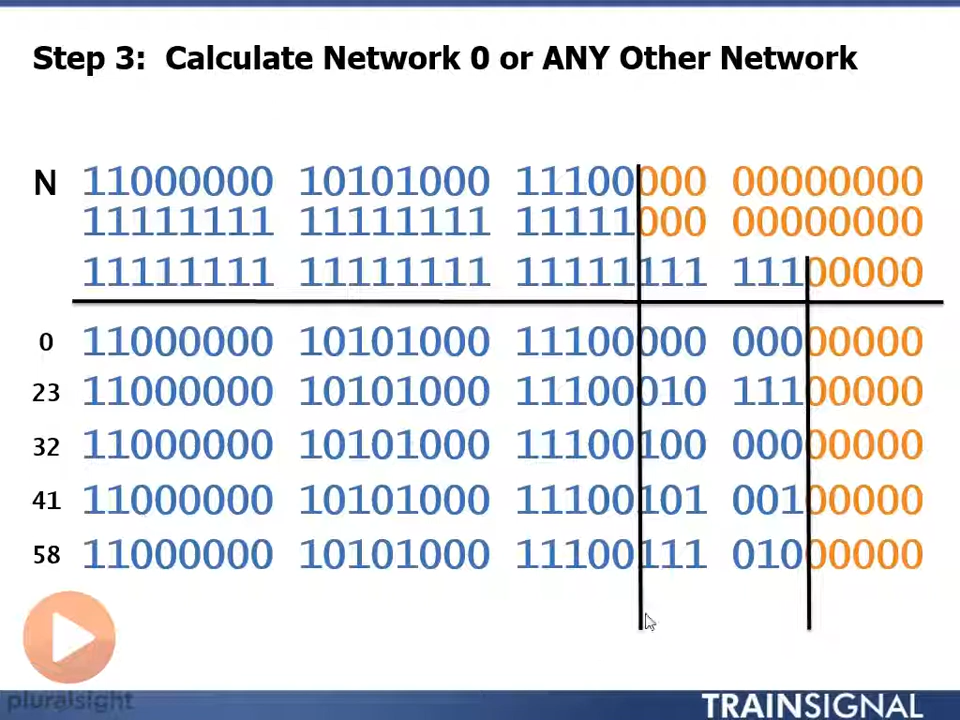 Step 3: Calculate Network 0 or ANY Other Network
N 11000000 10101000 11100000 00000000
11111111 11111111 11111000 00000000
11111111 11111111 11111111 11100000
0 11000000 10101000 11100000 00000000
23 11000000 10101000 11100010 11100000
32 11000000 10101000 11100100 00000000
41 11000000 10101000 11100101 00100000
58 11000000 10101000 11100111 01000000
pluralsight
TRAINSIGNAL